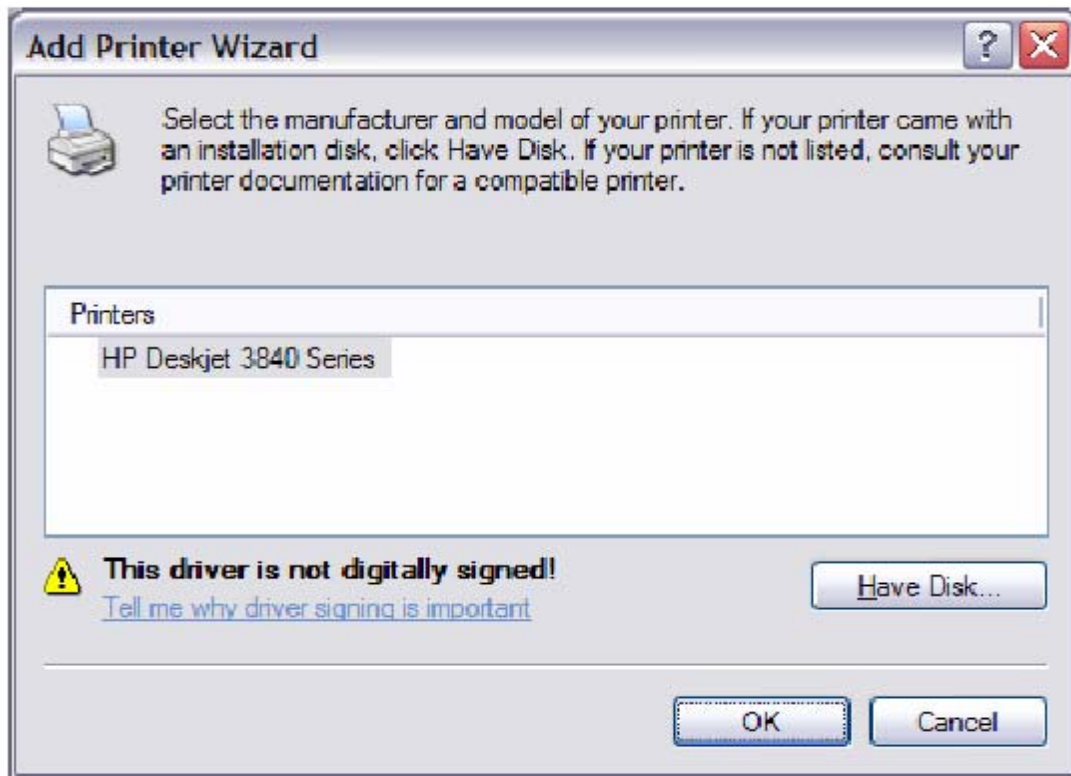 Add Printer Wizard
?
Select the manufacturer and model of your printer. If your printer came with
an installation disk, click Have Disk. If your printer is not listed, consult your
printer documentation for a compatible printer.
Printers
HP Deskjet 3840 Series
This driver is not digitally signed!
Tell me why driver signing is important
Have Disk...
OK
Cancel